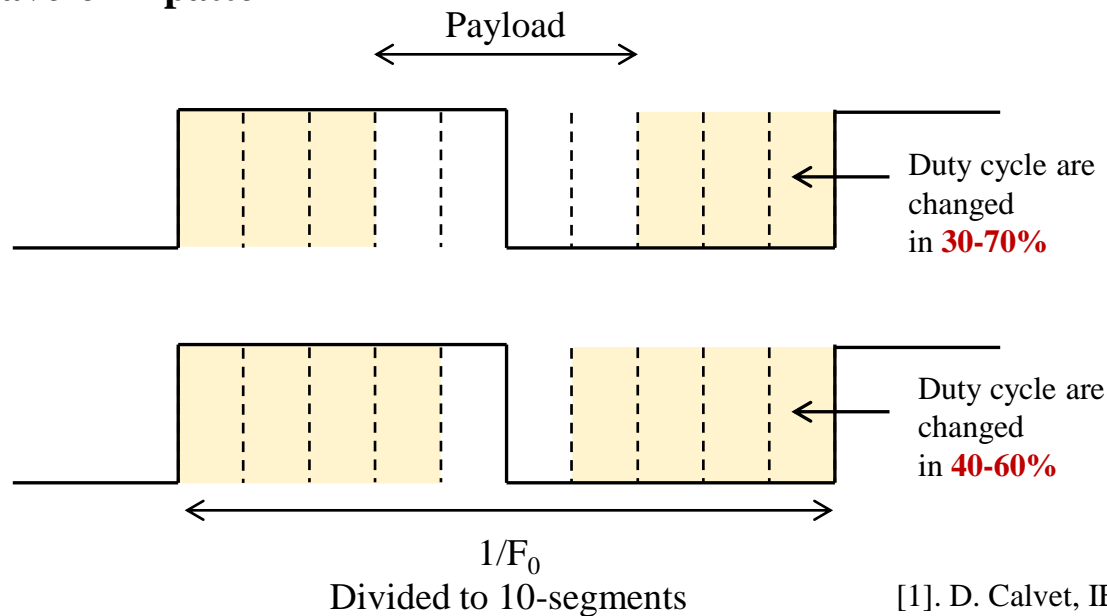 Payload
Duty cycle are
changed
in 30-70%
Duty cycle are
changed
in 40-60%
1/F₀
Divided to 10-segments
[1]. D. Calvet,